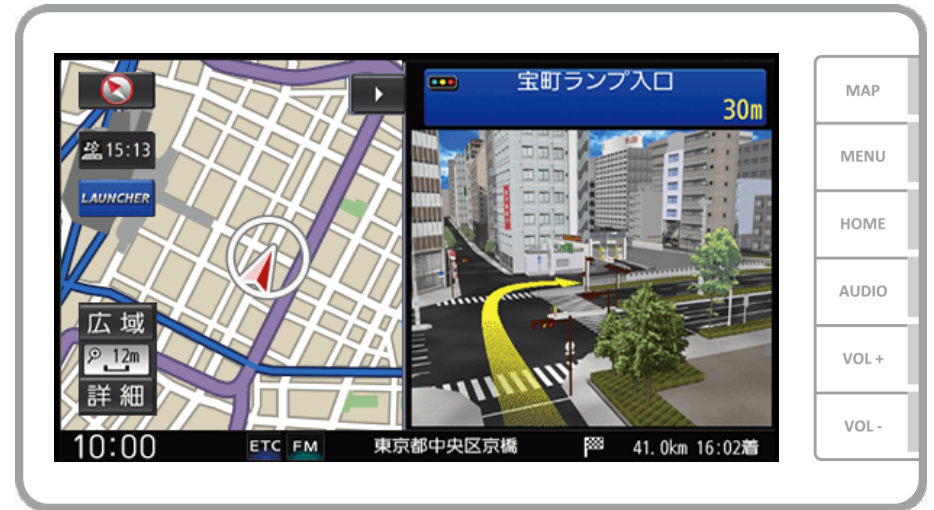 宝町ランプ入口
30m
15:13
LAUNCHER
広域
12m
詳細
10:00 ETC FM 東京都中央区京橋 41.0km 16:02着
MAP
MENU
HOME
AUDIO
VOL +
VOL -